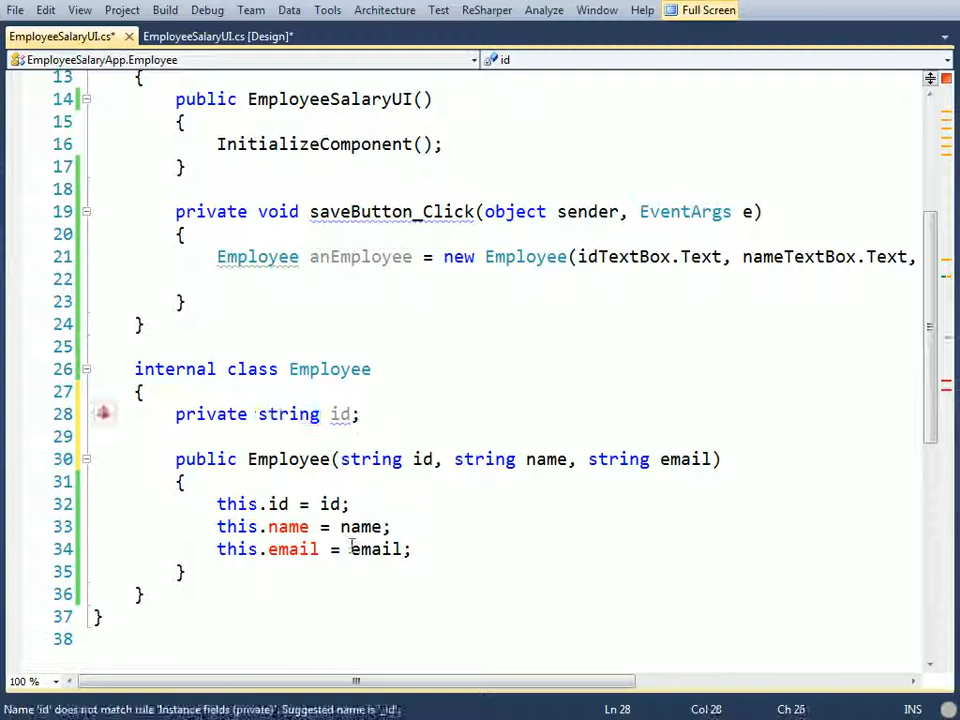 File Edit View Project Build Debug Team Data Tools Architecture Test ReSharper Analyze Window Help Full Screen
EmployeeSalaryUI.cs* EmployeeSalaryUI.cs [Design]*
EmployeeSalaryApp.Employee id
13 {
14 public EmployeeSalaryUI()
15 {
16 InitializeComponent();
17 }
18
19 private void saveButton_Click(object sender, EventArgs e)
20 {
21 Employee anEmployee = new Employee(idTextBox.Text, nameTextBox.Text,
22
23 }
24 }
25
26 internal class Employee
27 {
28 private string id;
29
30 public Employee(string id, string name, string email)
31 {
32 this.id = id;
33 this.name = name;
34 this.email = email;
35 }
36 }
37 }
38
100 %
Name 'id' does not match rule 'Instance fields (private)'. Suggested name is '_id'. Ln 28 Col 28 Ch 28 INS